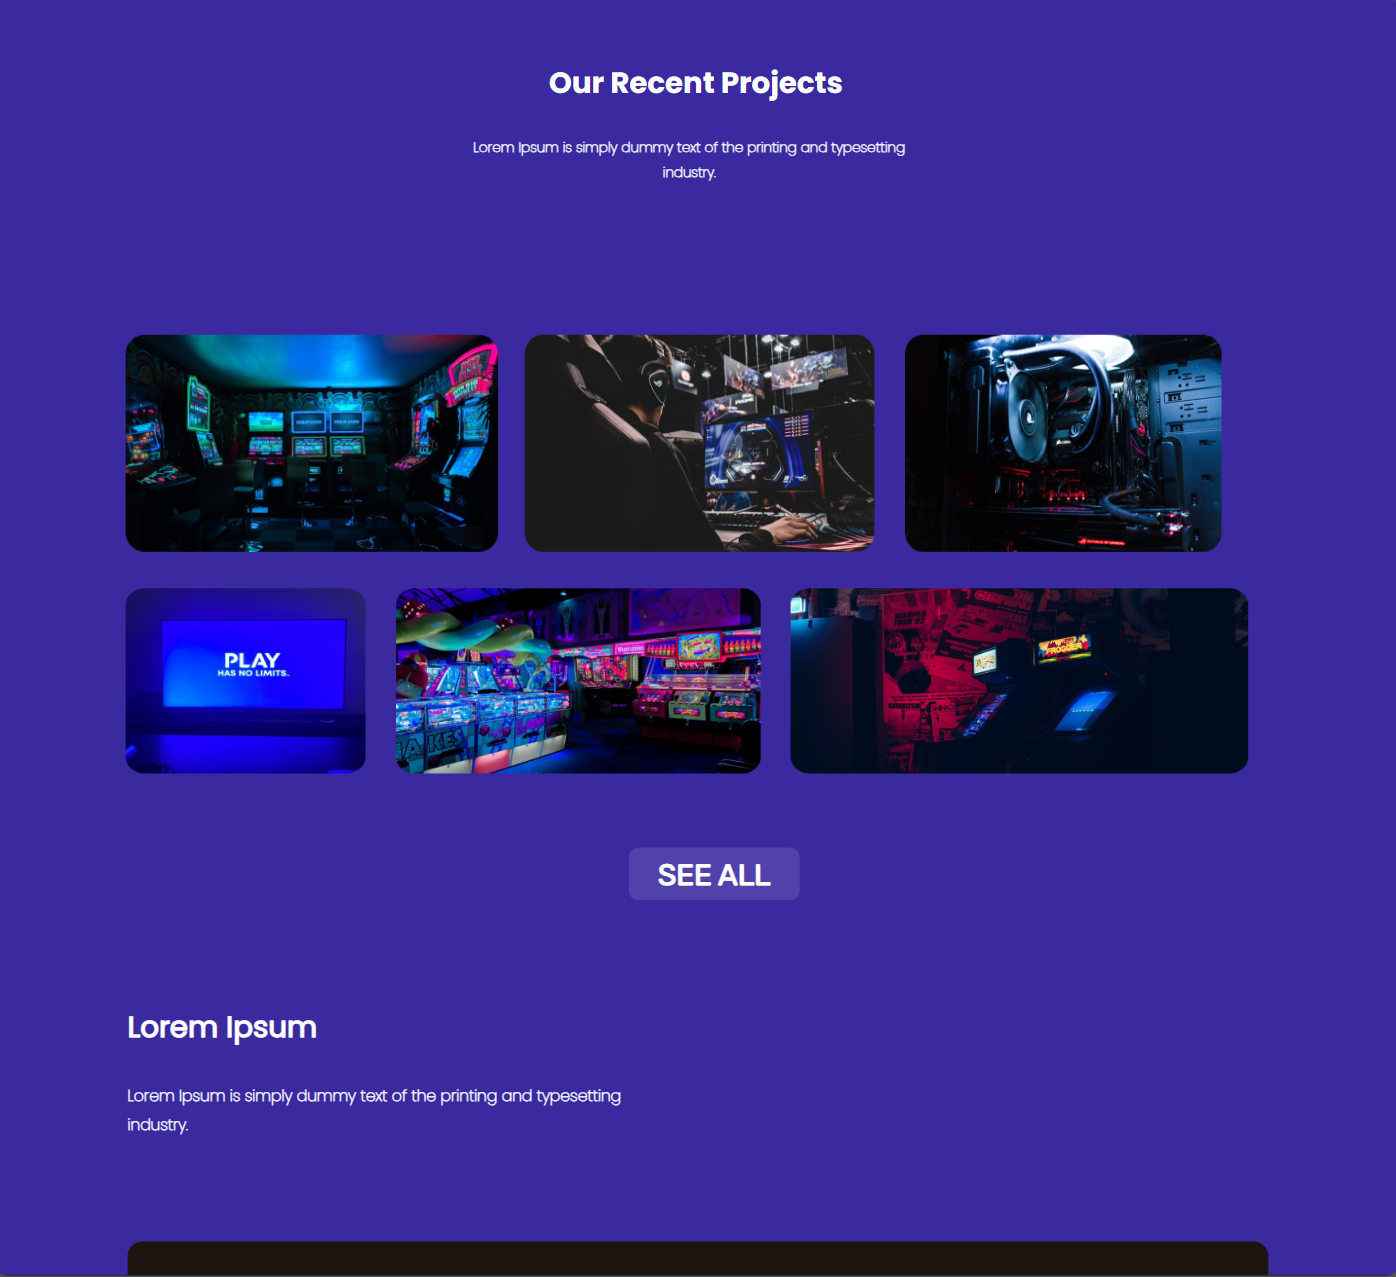 Our Recent Projects
Lorem Ipsum is simply dummy text of the printing and typesetting
industry.
PLAY
HAS NO LIMITS.
FROGGER
SEE ALL
Lorem Ipsum
Lorem Ipsum is simply dummy text of the printing and typesetting
industry.